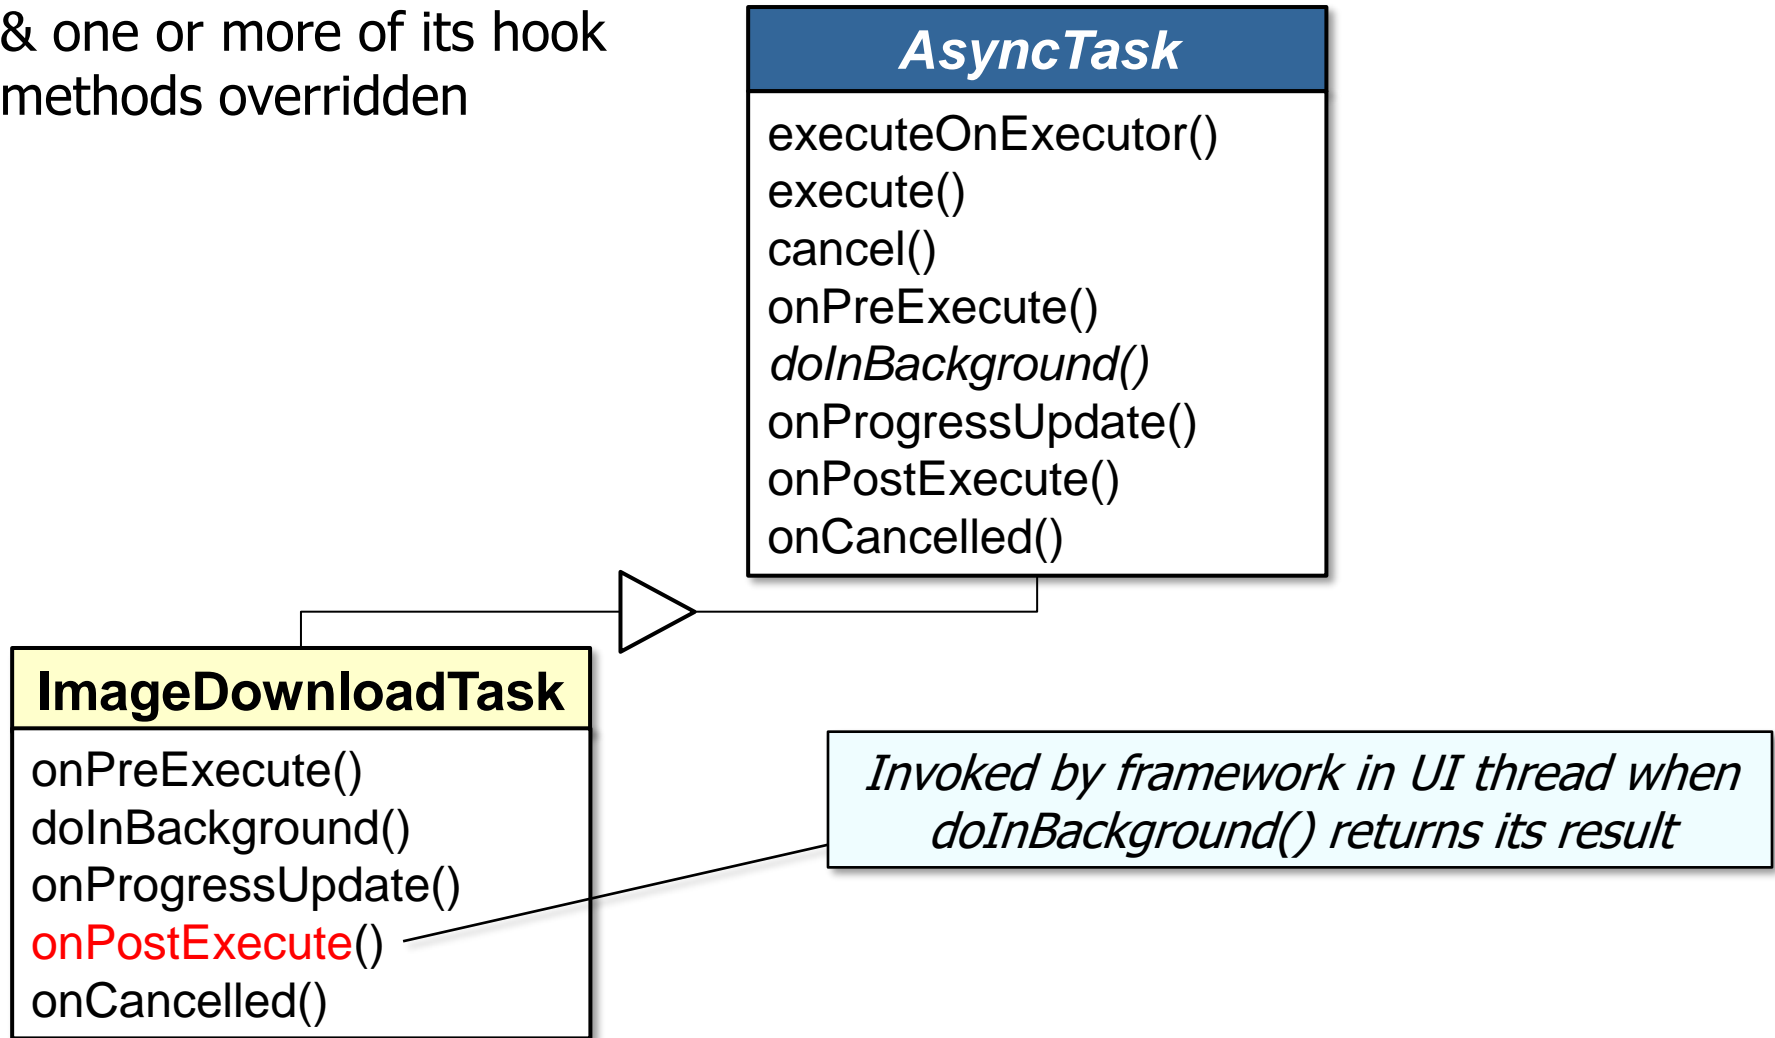 & one or more of its hook
methods overridden
AsyncTask
executeOnExecutor()
execute()
cancel()
onPreExecute()
doInBackground()
onProgressUpdate()
onPostExecute()
onCancelled()
ImageDownloadTask
onPreExecute()
doInBackground()
onProgressUpdate()
onPostExecute()
onCancelled()
Invoked by framework in UI thread when
doInBackground() returns its result